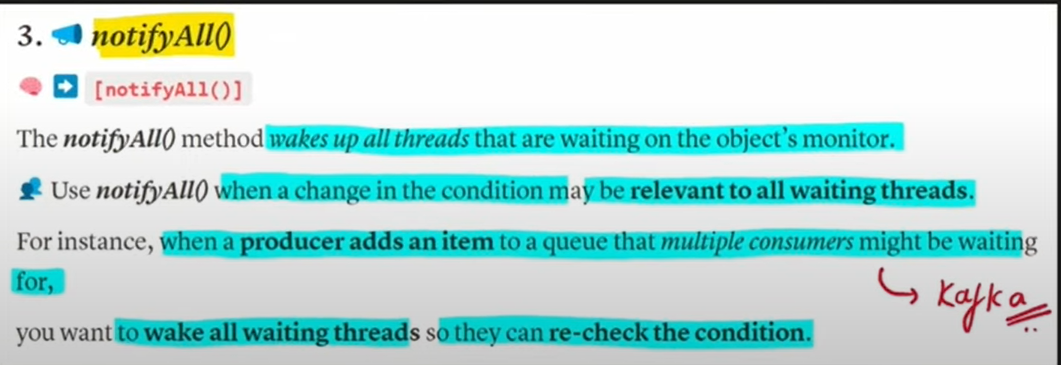 3. 📣 notifyAll()
🧠 ➡️ [notifyAll()]
The notifyAll() method wakes up all threads that are waiting on the object’s monitor.
👥 Use notifyAll() when a change in the condition may be relevant to all waiting threads.
For instance, when a producer adds an item to a queue that multiple consumers might be waiting
for,
Kafka
you want to wake all waiting threads so they can re-check the condition.